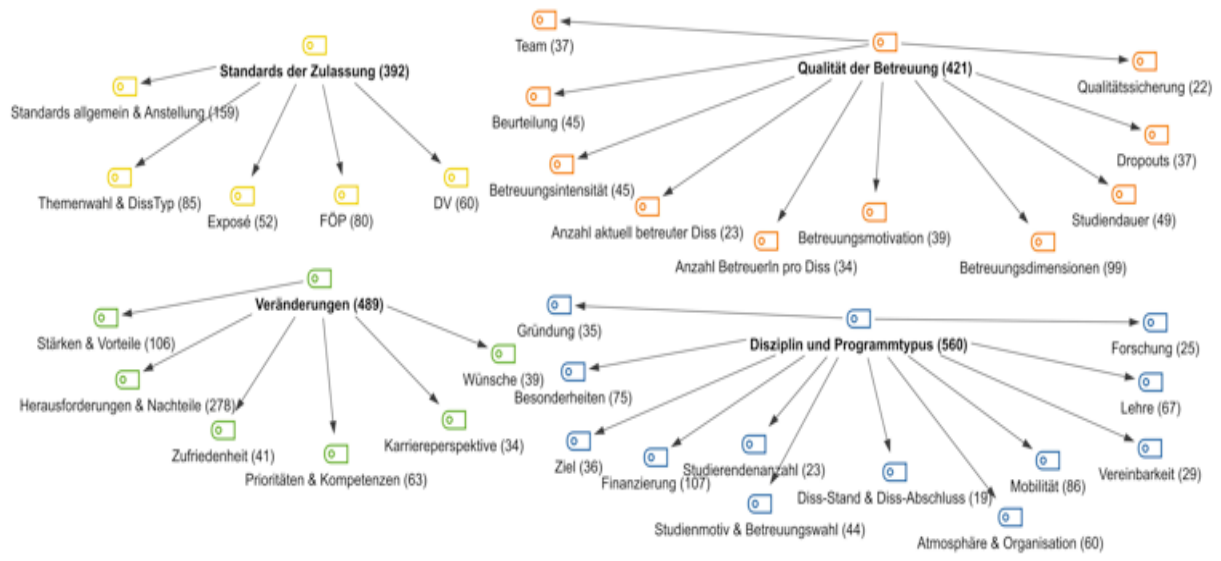 Standards der Zulassung (392)
Standards allgemein & Anstellung (159)
Themenwahl & DissTyp (85)
Exposé (52)
FÖP (80)
DV (60)
Team (37)
Qualität der Betreuung (421)
Qualitätssicherung (22)
Beurteilung (45)
Dropouts (37)
Betreuungsintensität (45)
Studiendauer (49)
Anzahl aktuell betreuter Diss (23)
Betreuungsmotivation (39)
Anzahl BetreuerIn pro Diss (34)
Betreuungsdimensionen (99)
Veränderungen (489)
Stärken & Vorteile (106)
Wünsche (39)
Herausforderungen & Nachteile (278)
Karriereperspektive (34)
Zufriedenheit (41)
Prioritäten & Kompetenzen (63)
Gründung (35)
Disziplin und Programmtypus (560)
Forschung (25)
Besonderheiten (75)
Lehre (67)
Ziel (36)
Finanzierung (107)
Studierendenanzahl (23)
Vereinbarkeit (29)
Diss-Stand & Diss-Abschluss (19)
Mobilität (86)
Studienmotiv & Betreuungswahl (44)
Atmosphäre & Organisation (60)